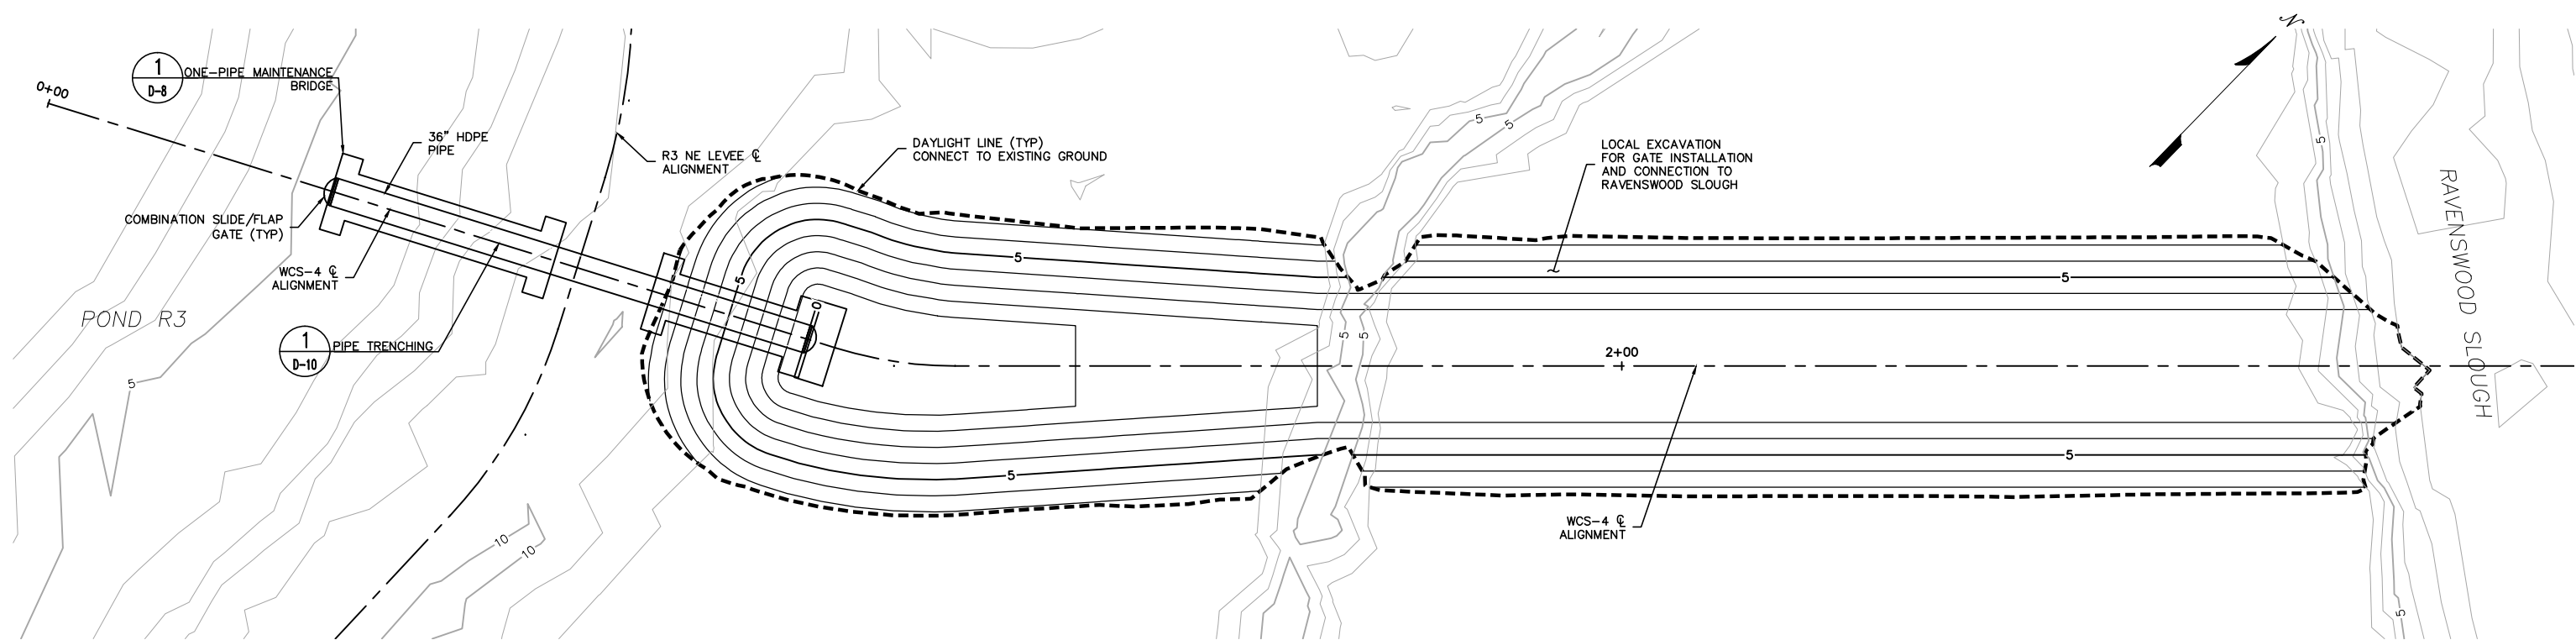 N
1
D-8
ONE-PIPE MAINTENANCE
BRIDGE
0+00
36" HDPE
PIPE
R3 NE LEVEE ℄
ALIGNMENT
DAYLIGHT LINE (TYP)
CONNECT TO EXISTING GROUND
LOCAL EXCAVATION
FOR GATE INSTALLATION
AND CONNECTION TO
RAVENSWOOD SLOUGH
5
5
5
COMBINATION SLIDE/FLAP
GATE (TYP)
WCS-4 ℄
ALIGNMENT
5
5
5
0
RAVENSWOOD SLOUGH
POND R3
1
D-10
PIPE TRENCHING
5
5
2+00
5
5
5
10
10
WCS-4 ℄
ALIGNMENT
5